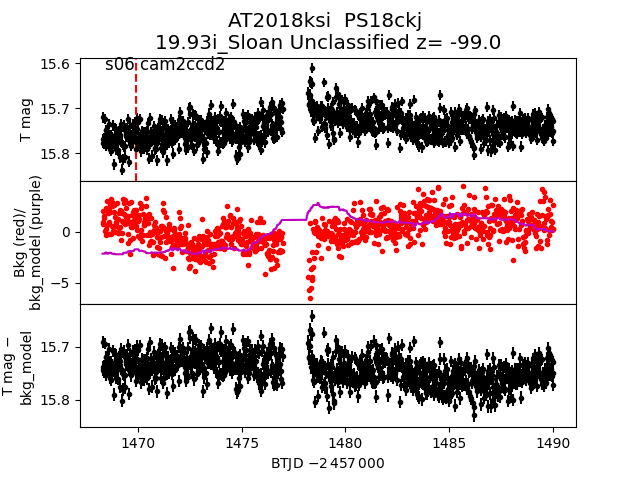 AT2018ksi  PS18ckj
19.93i_Sloan Unclassified z= -99.0
s06 cam2ccd2
15.6
15.7
15.8
T mag
0
−5
Bkg (red)/
bkg_model (purple)
15.7
15.8
T mag −
bkg_model
1470
1475
1480
1485
1490
BTJD −2 457 000